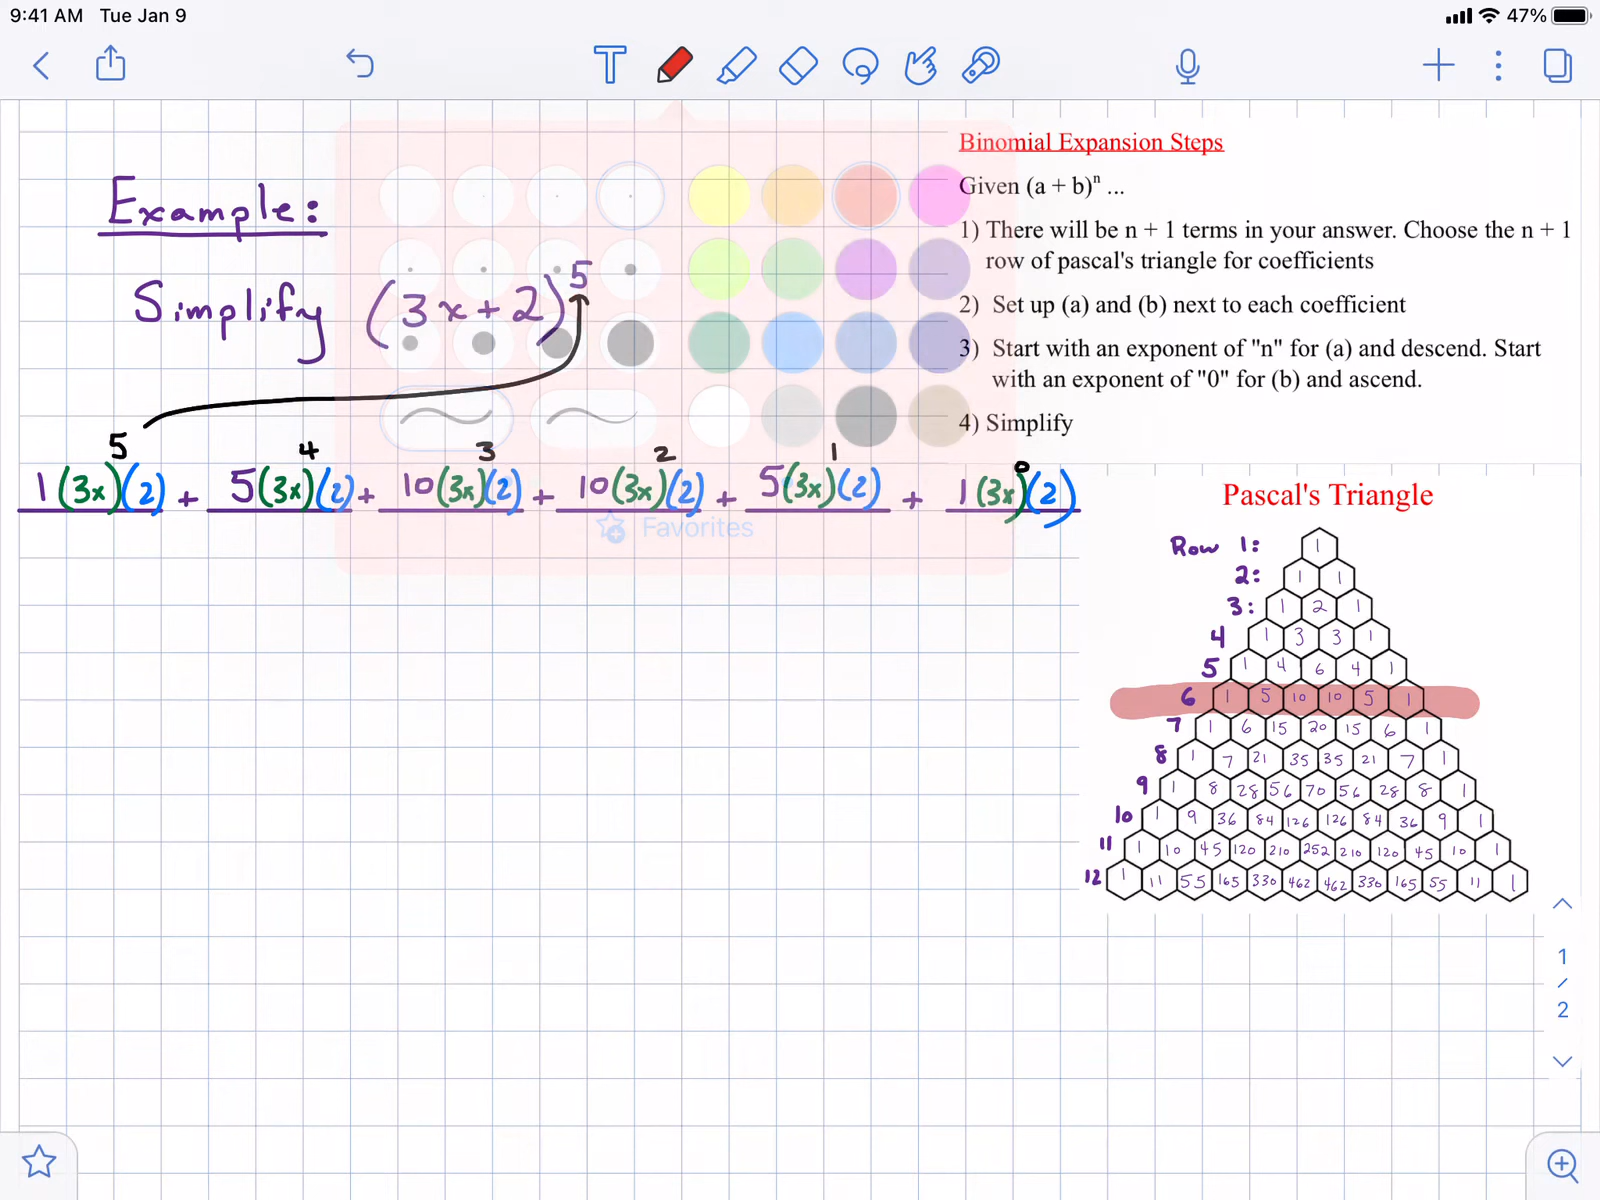 9:41 AM Tue Jan 9
47%
Example:
Simplify (3x+2)⁵
1(3x)⁵(2) + 5(3x)⁴(2) + 10(3x)³(2) + 10(3x)²(2) + 5(3x)¹(2) + 1(3x)⁰(2)
Favorites
Binomial Expansion Steps
Given (a + b)ⁿ ...
1) There will be n + 1 terms in your answer. Choose the n + 1
row of pascal's triangle for coefficients
2) Set up (a) and (b) next to each coefficient
3) Start with an exponent of "n" for (a) and descend. Start
with an exponent of "0" for (b) and ascend.
4) Simplify
Pascal's Triangle
Row 1: 1
2: 1 1
3: 1 2 1
4 1 3 3 1
5 1 4 6 4 1
6 1 5 10 10 5 1
7 1 6 15 20 15 6 1
8 1 7 21 35 35 21 7 1
9 1 8 28 56 70 56 28 8 1
10 1 9 36 84 126 126 84 36 9 1
11 1 10 45 120 210 252 210 120 45 10 1
12 1 11 55 165 330 462 462 330 165 55 11 1
1
/
2